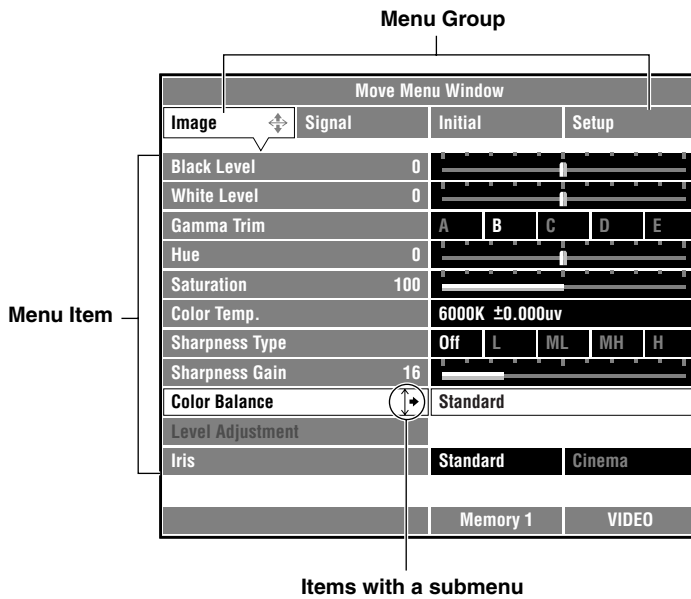 Menu Group
Move Menu Window
Image Signal Initial Setup
Black Level 0
White Level 0
Gamma Trim A B C D E
Hue 0
Saturation 100
Menu Item
Color Temp. 6000K ±0.000uv
Sharpness Type Off L ML MH H
Sharpness Gain 16
Color Balance Standard
Level Adjustment
Iris Standard Cinema
Memory 1 VIDEO
Items with a submenu